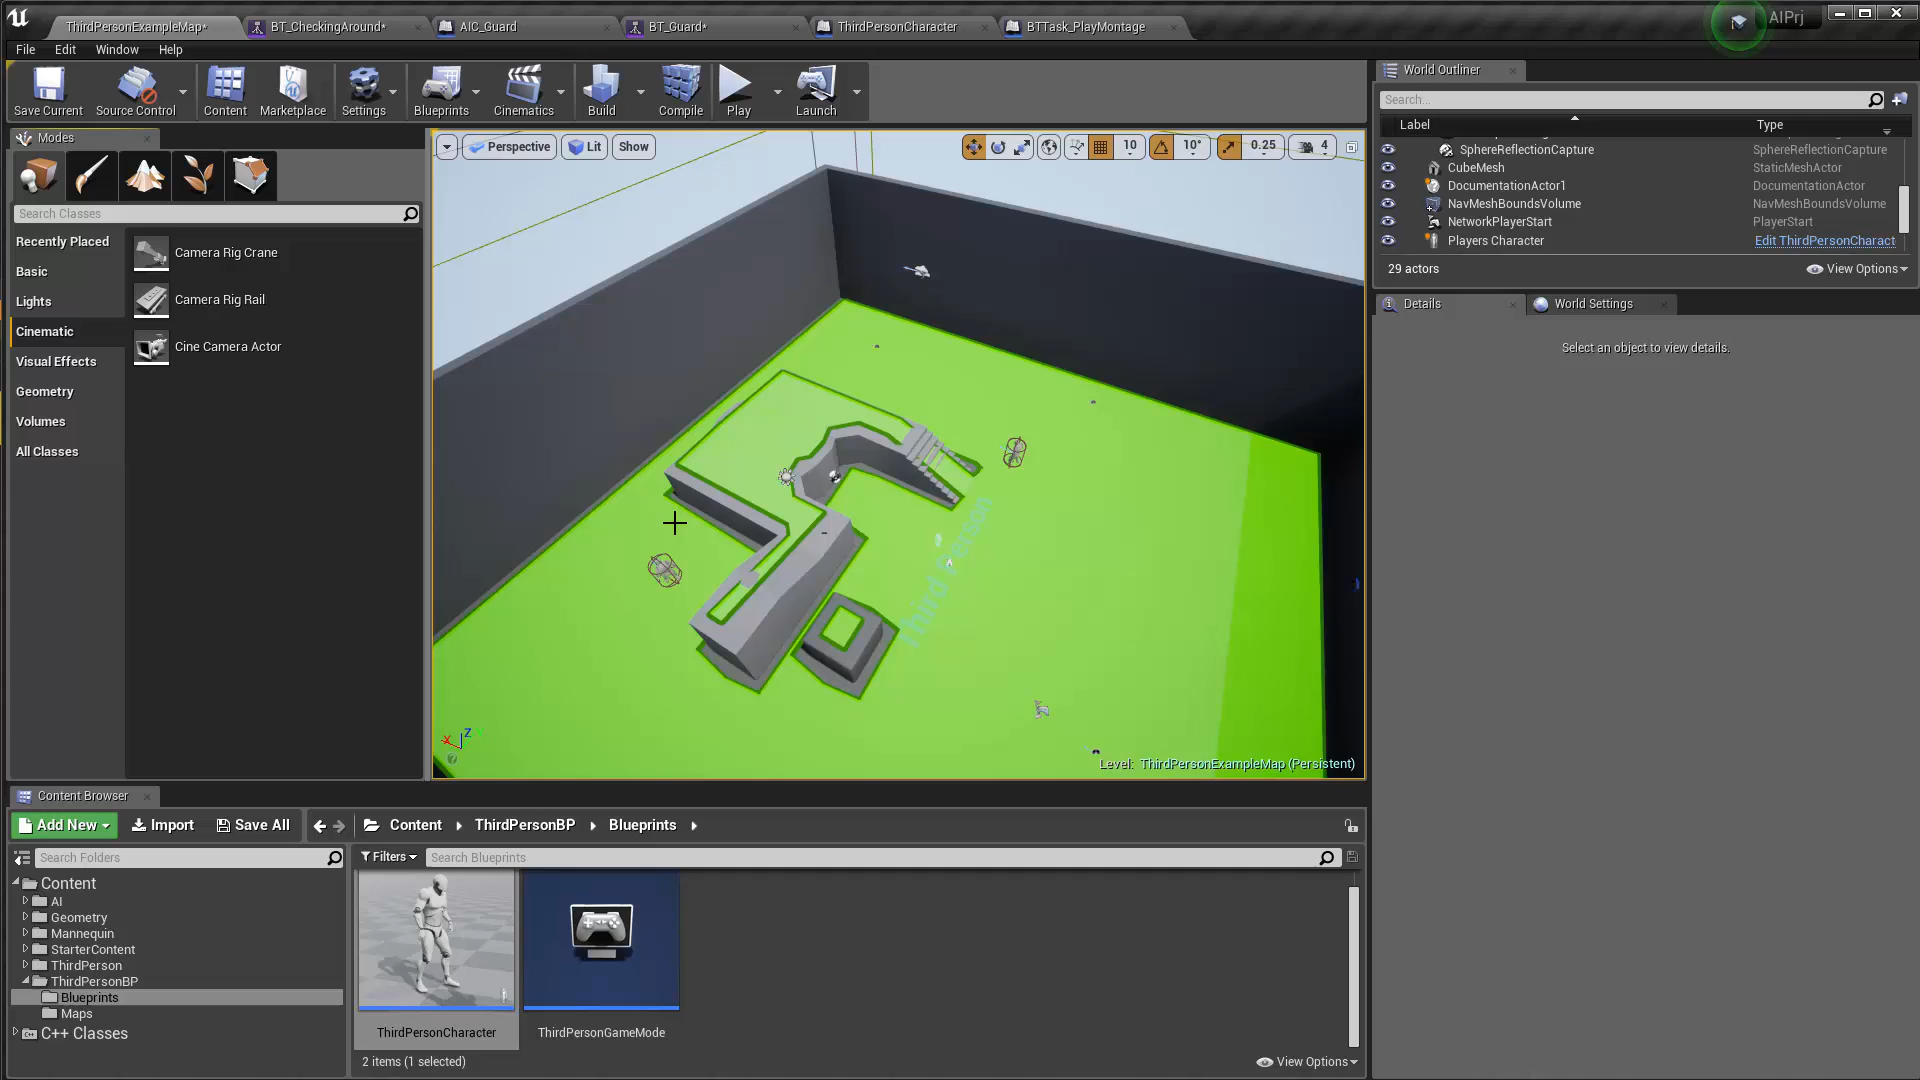 ThirdPersonExampleMap*
BT_CheckingAround*
AIC_Guard
BT_Guard*
ThirdPersonCharacter
BTTask_PlayMontage
AIPrj
File
Edit
Window
Help
Save Current
Source Control
Content
Marketplace
Settings
Blueprints
Cinematics
Build
Compile
Play
Launch
World Outliner
Search...
Label
Type
SphereReflectionCapture
SphereReflectionCapture
CubeMesh
StaticMeshActor
DocumentationActor1
DocumentationActor
NavMeshBoundsVolume
NavMeshBoundsVolume
NetworkPlayerStart
PlayerStart
Players Character
Edit ThirdPersonCharact
29 actors
View Options
Modes
Search Classes
Recently Placed
Basic
Lights
Cinematic
Visual Effects
Geometry
Volumes
All Classes
Camera Rig Crane
Camera Rig Rail
Cine Camera Actor
Perspective
Lit
Show
10
10°
0.25
4
Third Person
X
Z
Level: ThirdPersonExampleMap (Persistent)
Details
World Settings
Select an object to view details.
Content Browser
Add New
Import
Save All
Content
ThirdPersonBP
Blueprints
Search Folders
Filters
Search Blueprints
Content
AI
Geometry
Mannequin
StarterContent
ThirdPerson
ThirdPersonBP
Blueprints
Maps
C++ Classes
ThirdPersonCharacter
ThirdPersonGameMode
2 items (1 selected)
View Options